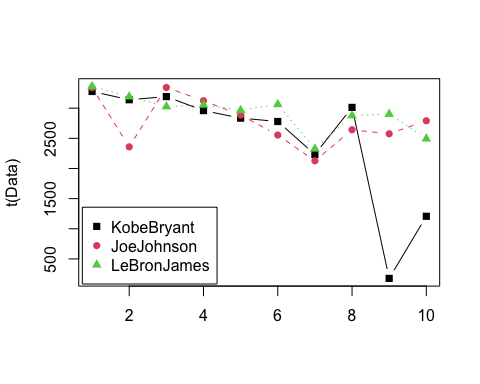 t(Data)
2500
1500
500
KobeBryant
JoeJohnson
LeBronJames
2 4 6 8 10